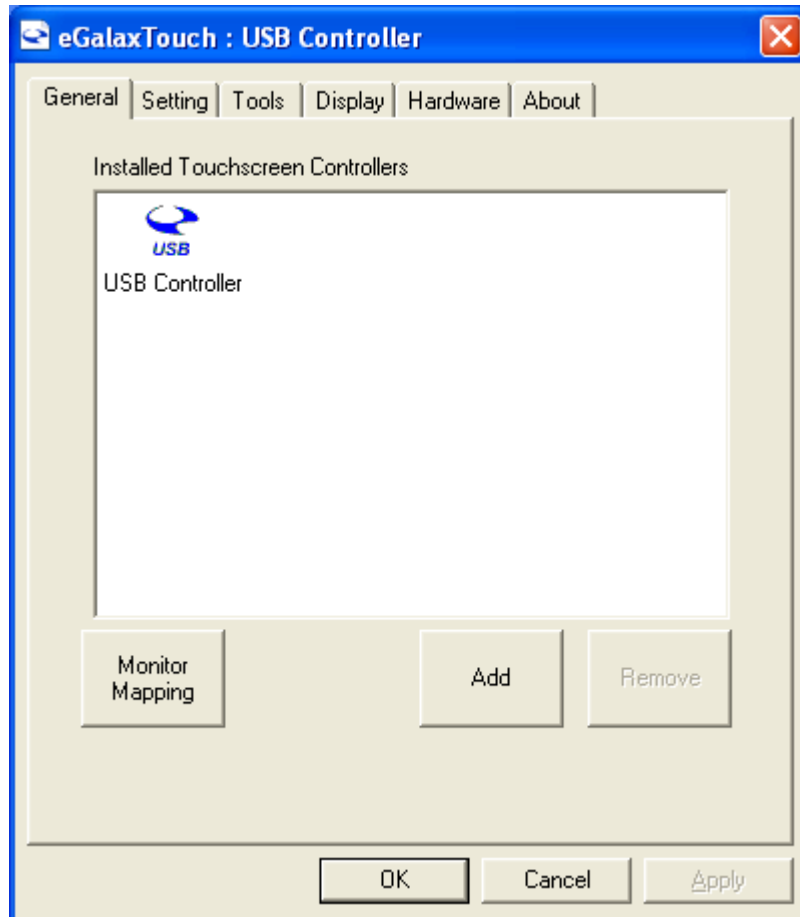 eGalaxTouch : USB Controller
General Setting Tools Display Hardware About
Installed Touchscreen Controllers
USB
USB Controller
Monitor
Mapping
Add
Remove
OK Cancel Apply